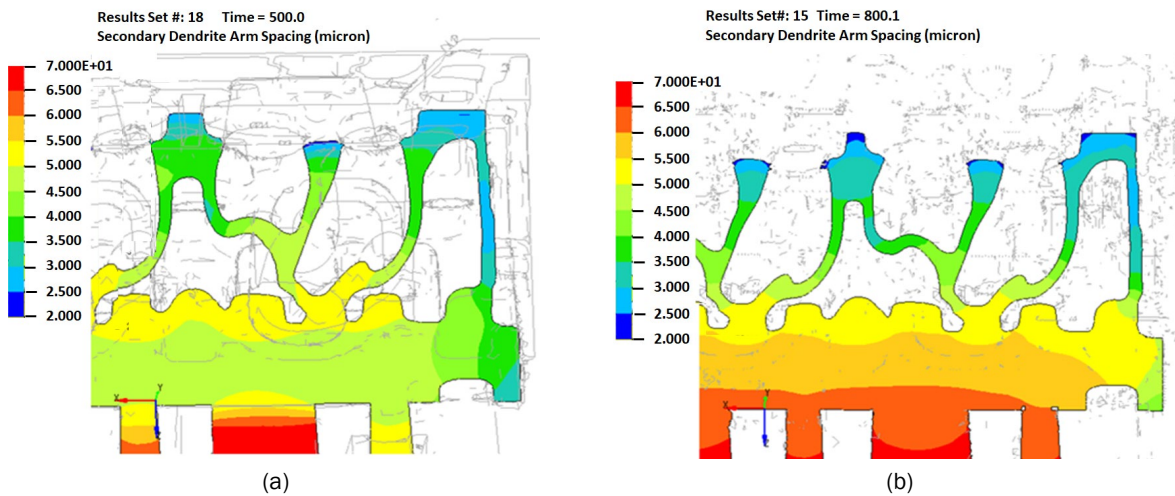 Results Set #: 18 Time = 500.0
Secondary Dendrite Arm Spacing (micron)
7.000E+01
6.500
6.000
5.500
5.000
4.500
4.000
3.500
3.000
2.500
2.000
X
Y
(a)
Results Set#: 15 Time = 800.1
Secondary Dendrite Arm Spacing (micron)
7.000E+01
6.500
6.000
5.500
5.000
4.500
4.000
3.500
3.000
2.500
2.000
X
Y
(b)